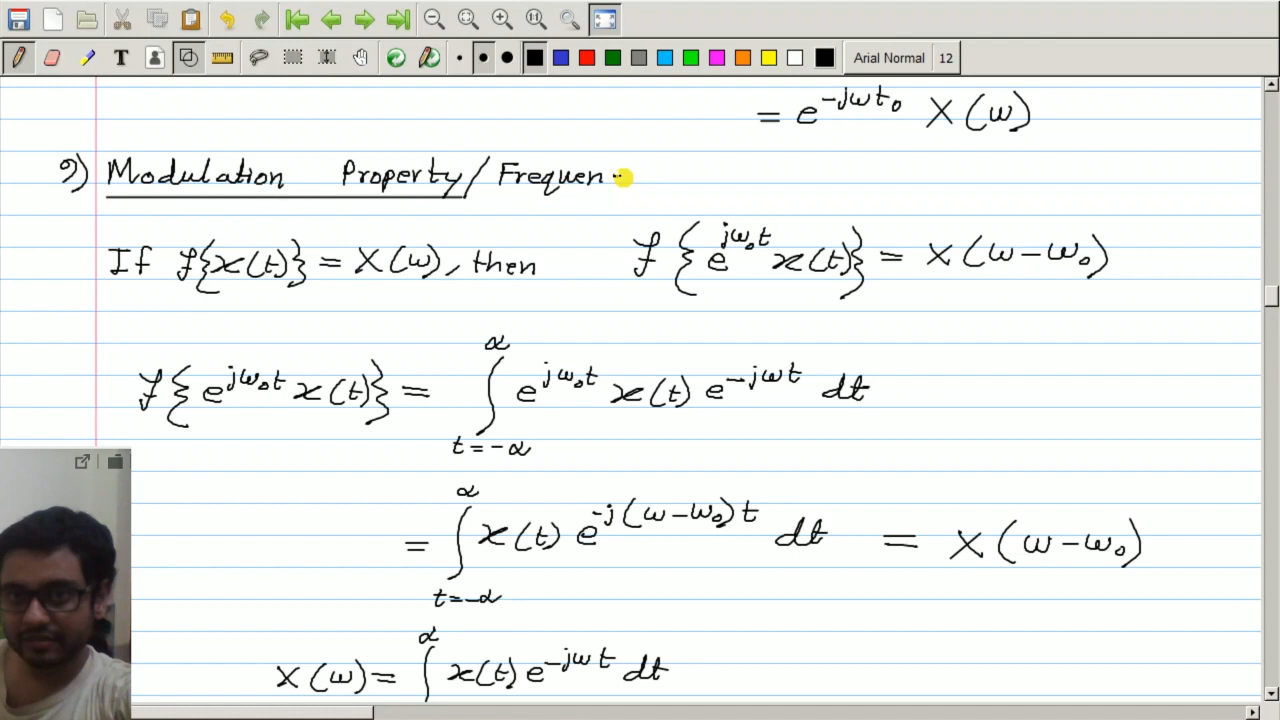 Arial Normal 12
= e^{-jωt₀} X(ω)
9) Modulation Property/Frequen
If ℱ{x(t)} = X(ω), then ℱ{e^{jω₀t} x(t)} = X(ω-ω₀)
ℱ{e^{jω₀t} x(t)} = ∫_{t=-α}^{α} e^{jω₀t} x(t) e^{-jωt} dt
= ∫_{t=-α}^{α} x(t) e^{-j(ω-ω₀)t} dt = X(ω-ω₀)
X(ω) = ∫^{α} x(t) e^{-jωt} dt